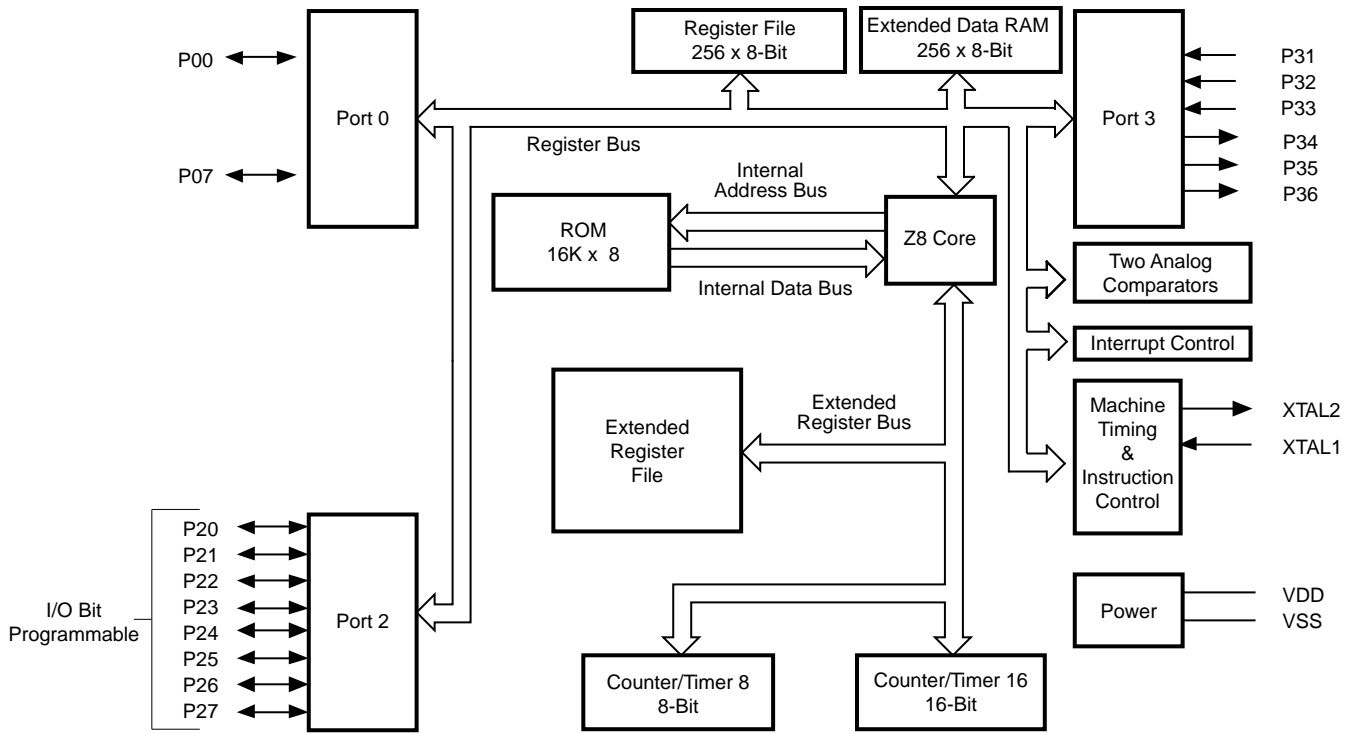 Register File
256 x 8-Bit
Extended Data RAM
256 x 8-Bit
P00
P07
Port 0
Register Bus
Port 3
P31
P32
P33
P34
P35
P36
Internal
Address Bus
ROM
16K x 8
Z8 Core
Internal Data Bus
Two Analog
Comparators
Interrupt Control
Extended
Register
File
Extended
Register Bus
Machine
Timing
&
Instruction
Control
XTAL2
XTAL1
I/O Bit
Programmable
P20
P21
P22
P23
P24
P25
P26
P27
Port 2
Power
VDD
VSS
Counter/Timer 8
8-Bit
Counter/Timer 16
16-Bit